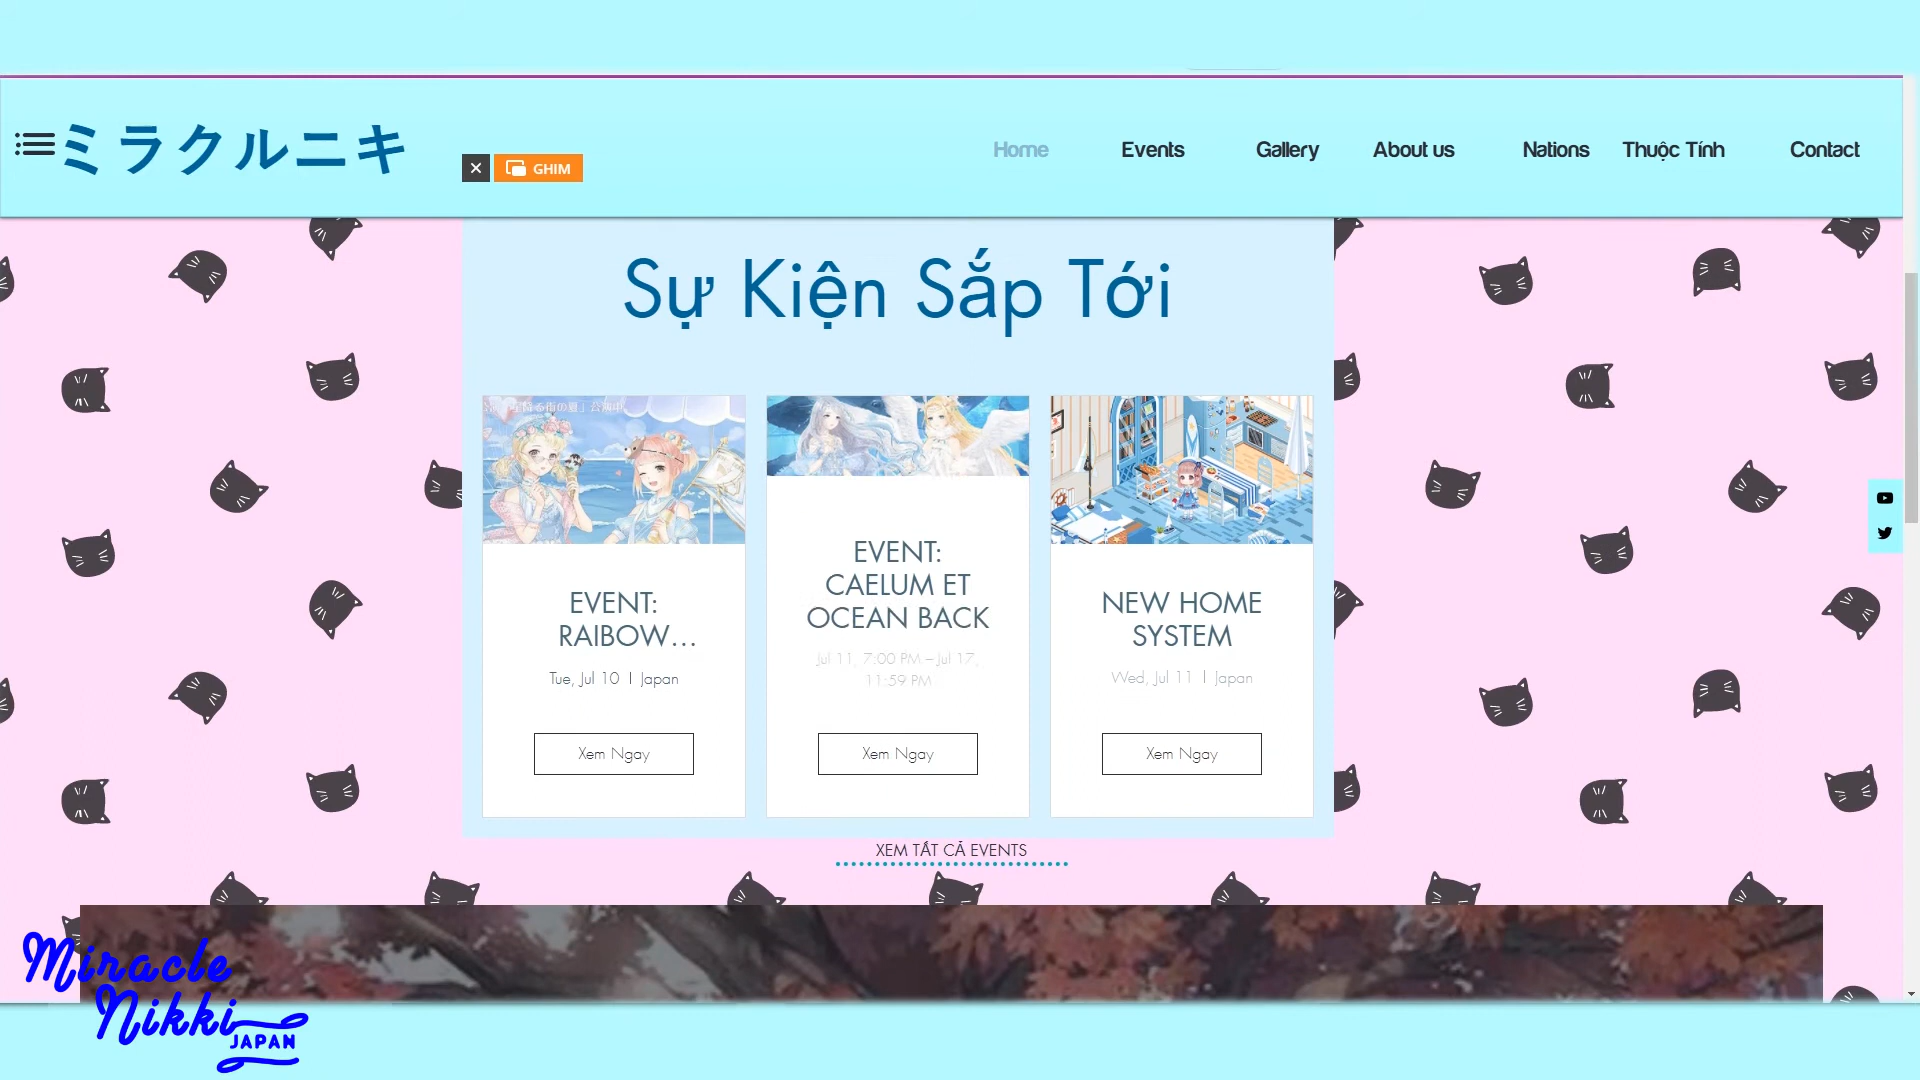 ミラクルニキ
GHIM
Home
Events
Gallery
About us
Nations
Thuộc Tính
Contact
Sự Kiện Sắp Tới
EVENT:
RAIBOW...
Tue, Jul 10 | Japan
Xem Ngay
EVENT:
CAELUM ET
OCEAN BACK
Jul 11, 7:00 PM – Jul 17,
11:59 PM
Xem Ngay
NEW HOME
SYSTEM
Wed, Jul 11 | Japan
Xem Ngay
XEM TẤT CẢ EVENTS
Miracle
Nikki
JAPAN